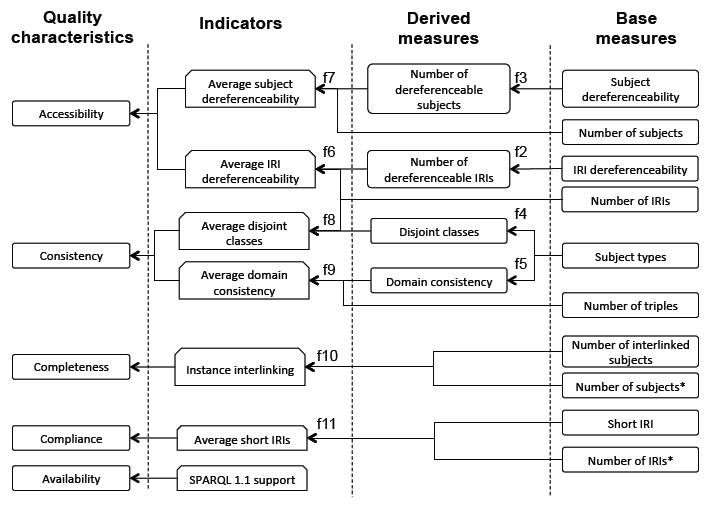 Quality
characteristics
Indicators
Derived
measures
Base
measures
Accessibility
Average subject
dereferenceability
f7
Number of
dereferenceable
subjects
f3
Subject
dereferenceability
Number of subjects
Average IRI
dereferenceability
f6
Number of
dereferenceable IRIs
f2
IRI dereferenceability
Number of IRIs
Consistency
Average disjoint
classes
f8
Disjoint classes
f4
Subject types
Average domain
consistency
f9
Domain consistency
f5
Number of triples
Completeness
Instance interlinking
f10
Number of interlinked
subjects
Number of subjects*
Compliance
Average short IRIs
f11
Short IRI
Number of IRIs*
Availability
SPARQL 1.1 support